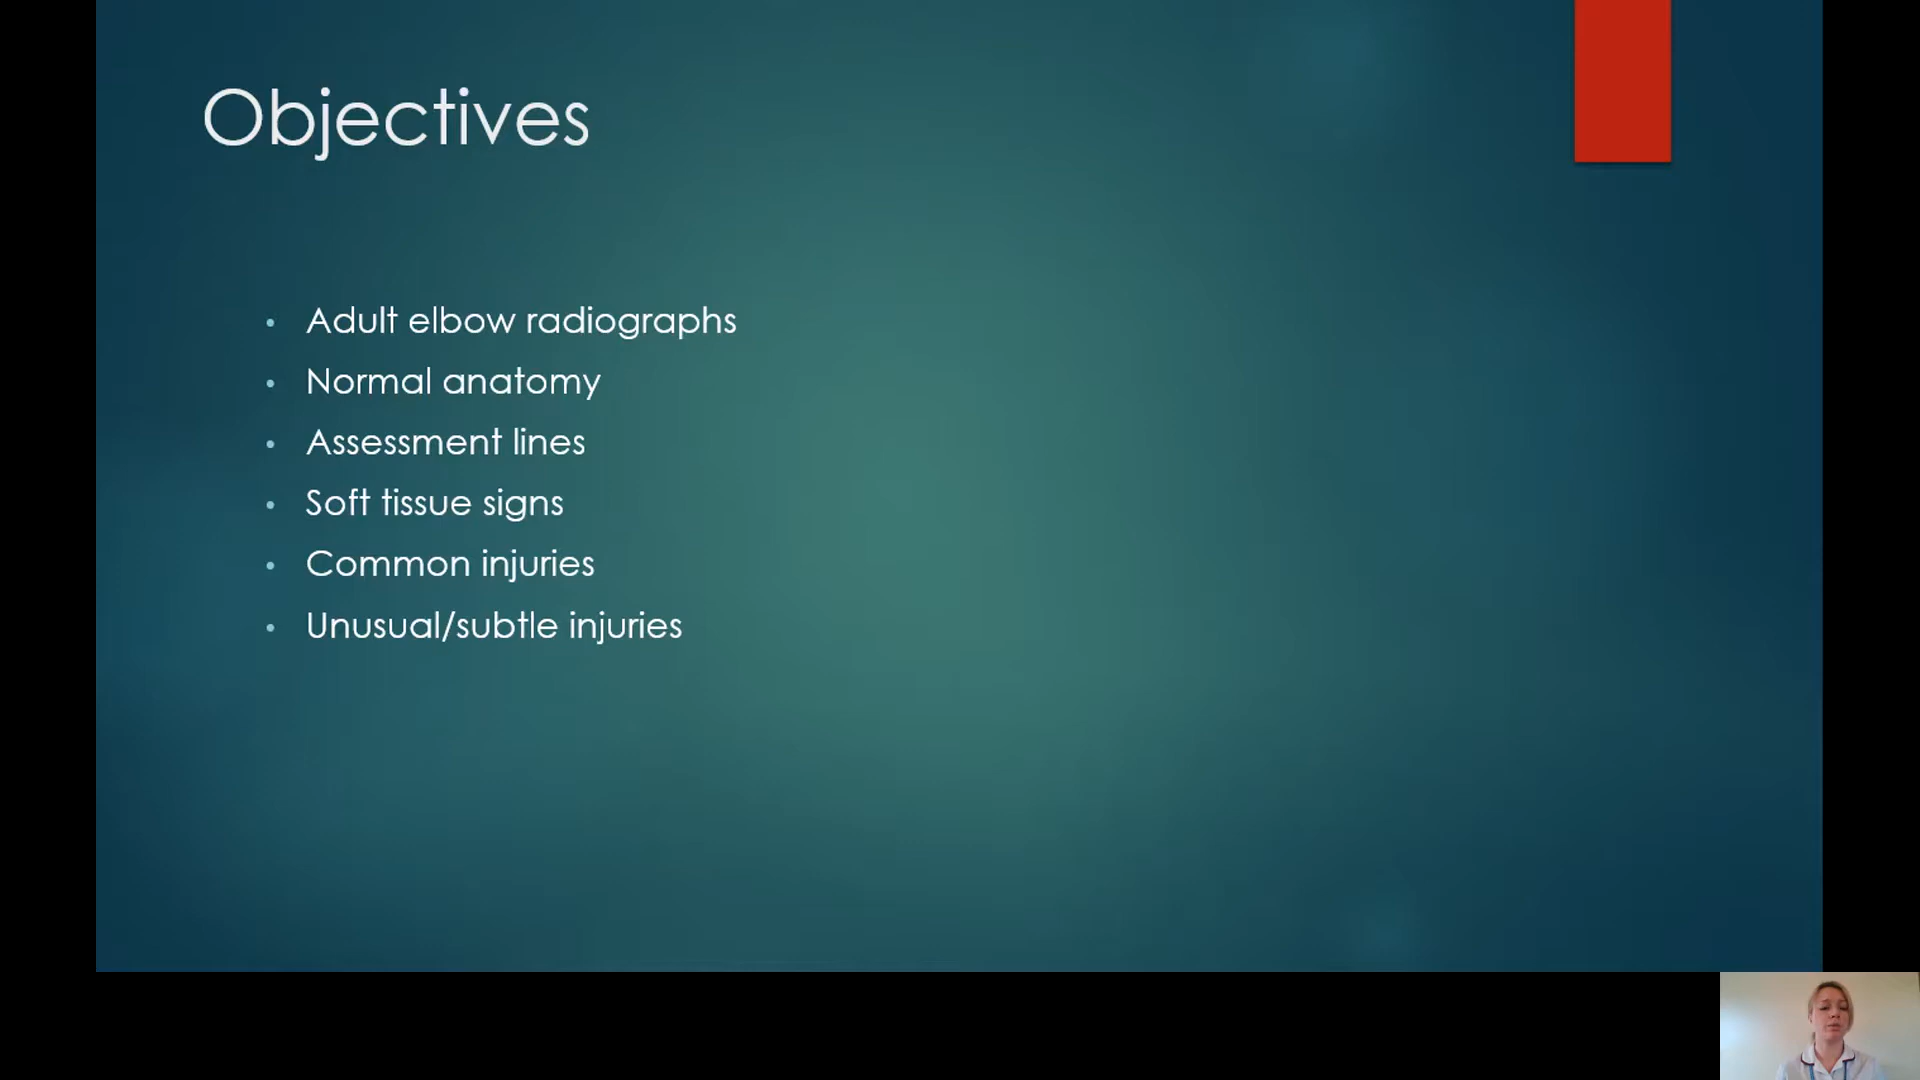 Objectives
• Adult elbow radiographs
• Normal anatomy
• Assessment lines
• Soft tissue signs
• Common injuries
• Unusual/subtle injuries